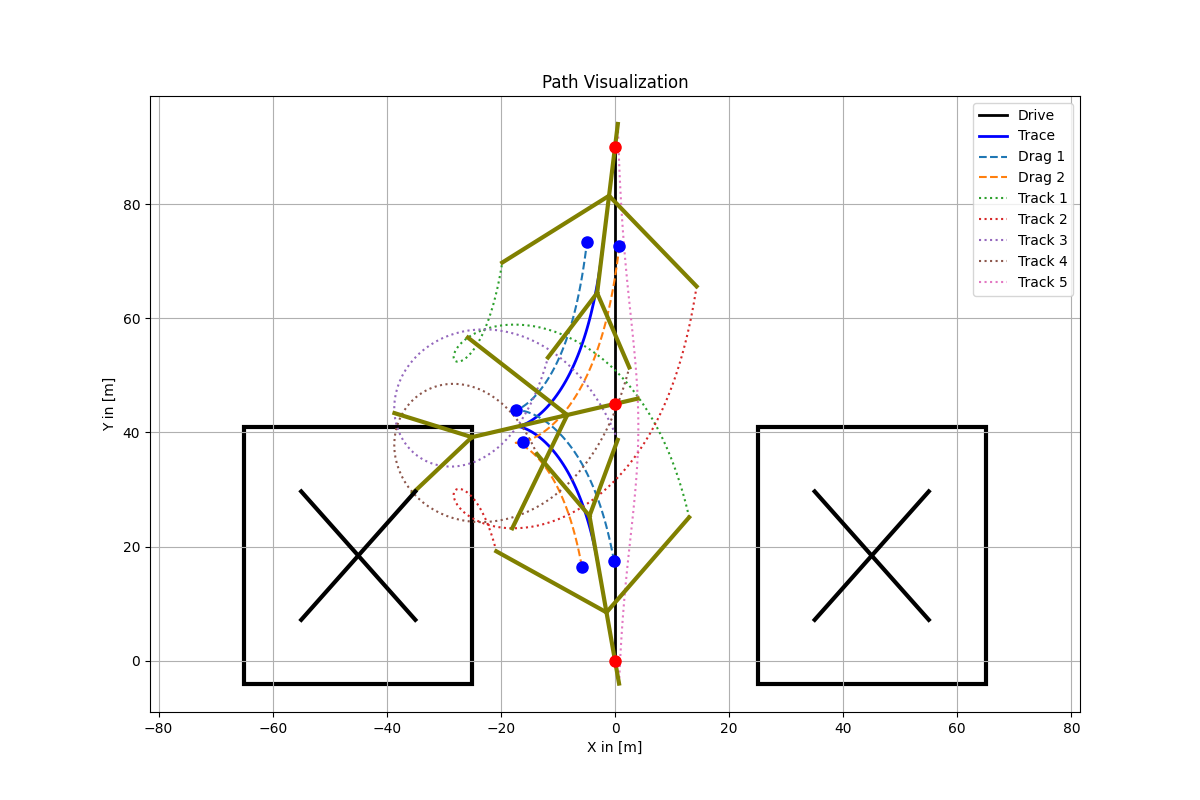 Path Visualization
Drive
Trace
Drag 1
Drag 2
Track 1
Track 2
Track 3
Track 4
Track 5
Y in [m]
80
60
40
20
0
−80
−60
−40
−20
0
20
40
60
80
X in [m]